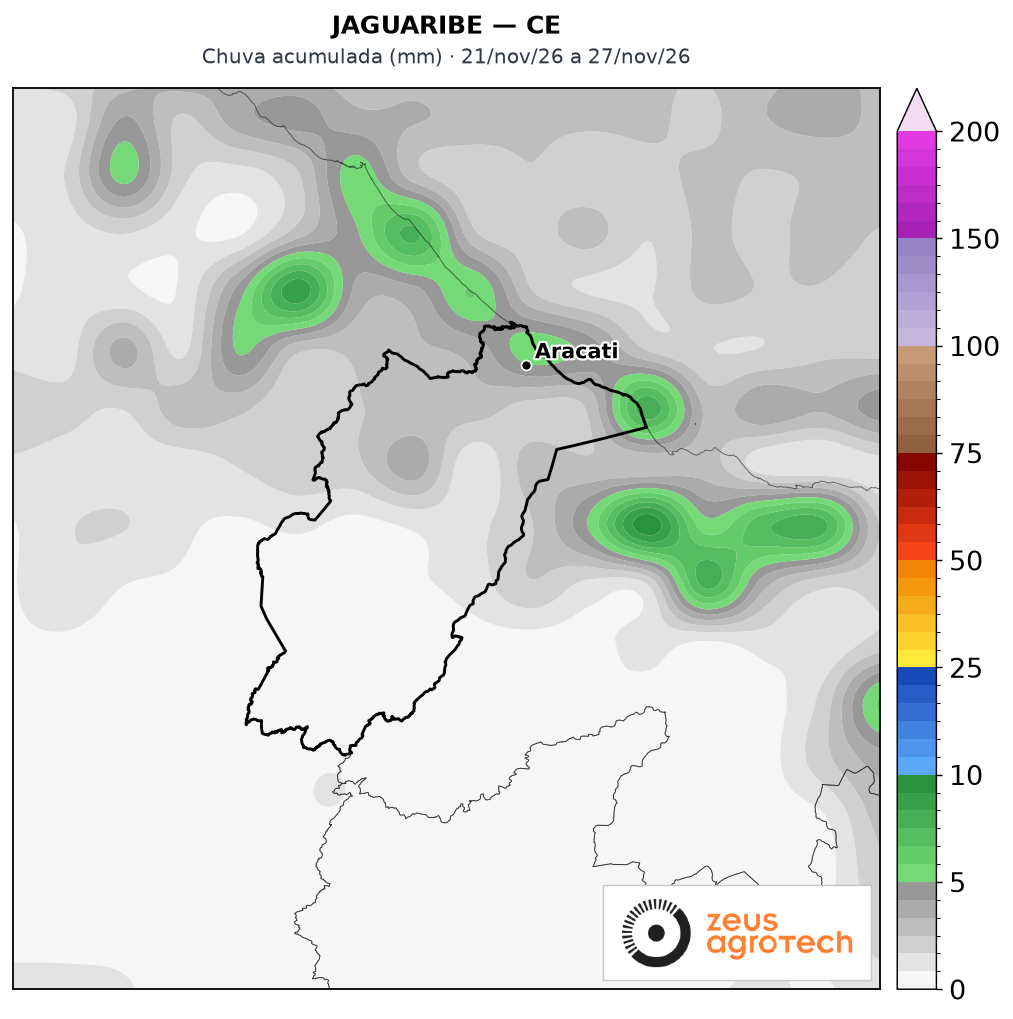 JAGUARIBE — CE
Chuva acumulada (mm) · 21/nov/26 a 27/nov/26
Aracati
200
150
100
75
50
25
10
5
0
zeus
agrotech